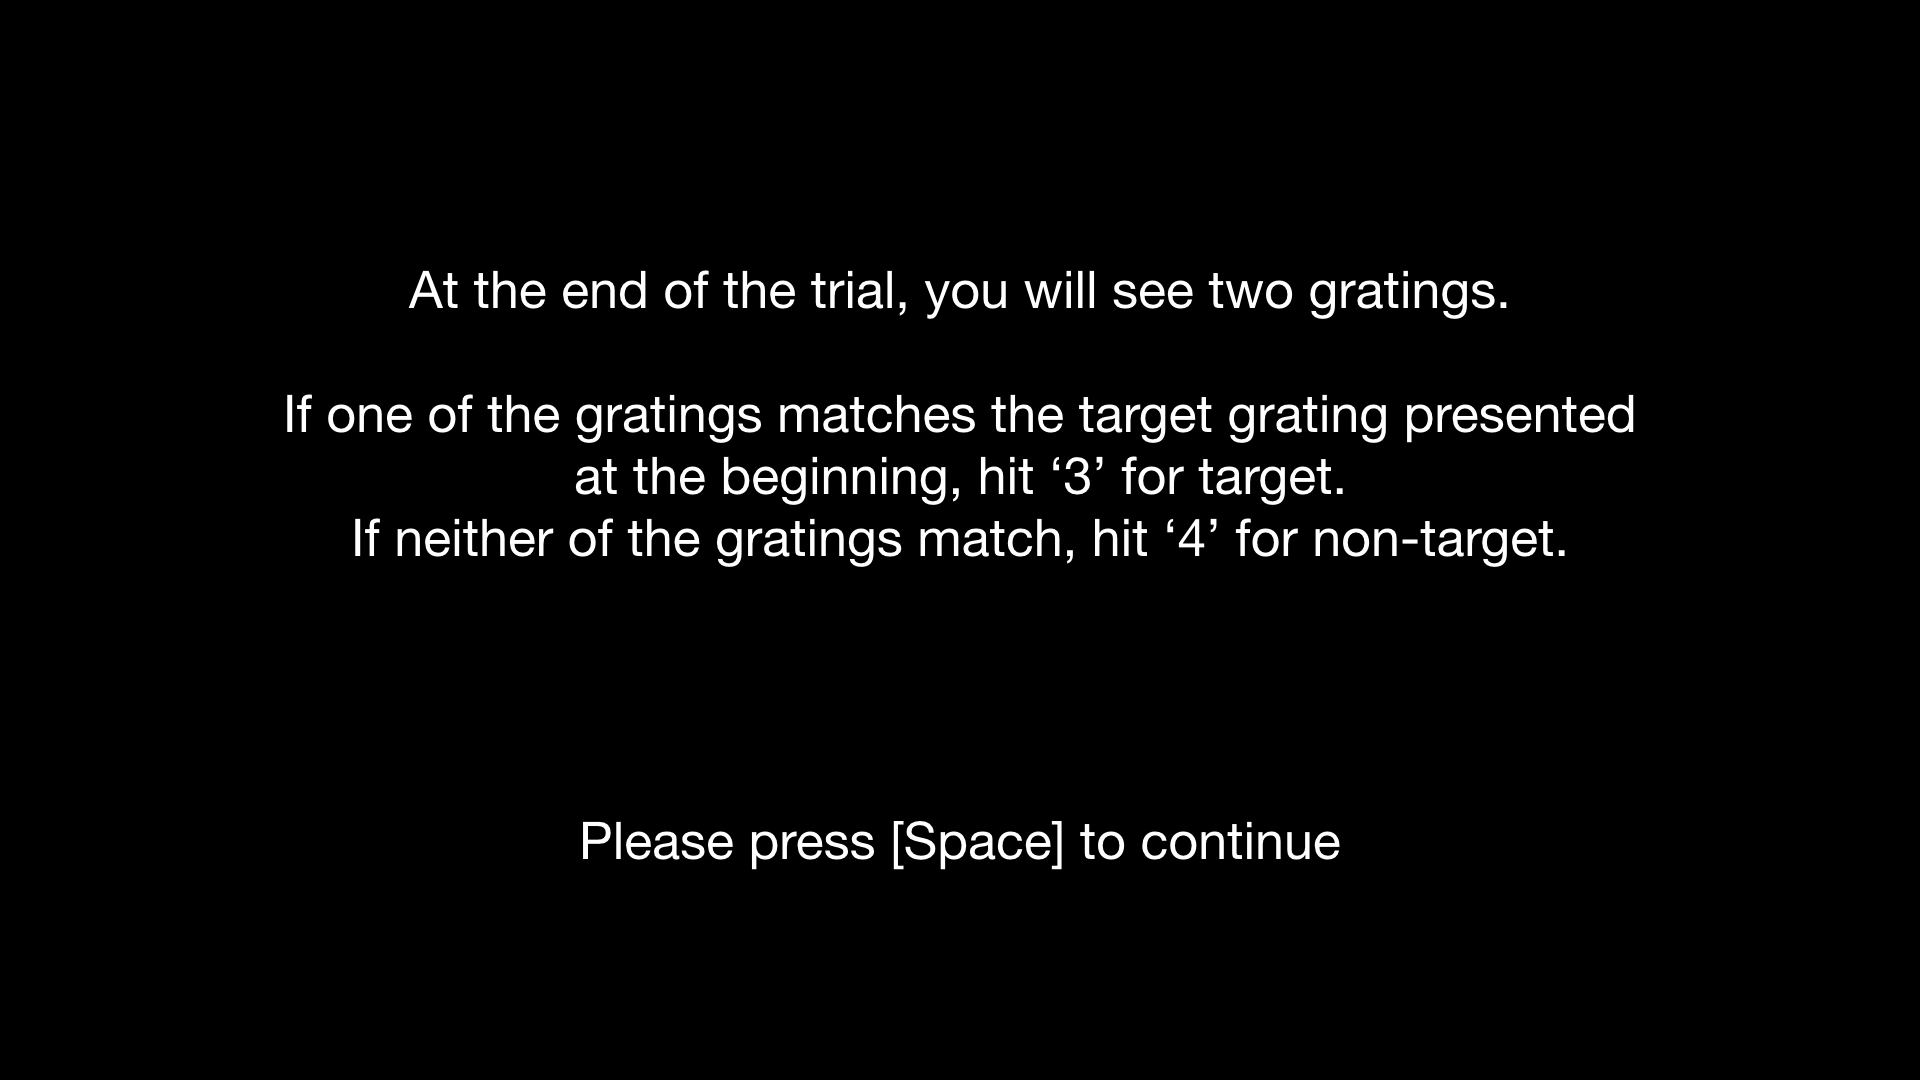 At the end of the trial, you will see two gratings.
If one of the gratings matches the target grating presented
at the beginning, hit ‘3’ for target.
If neither of the gratings match, hit ‘4’ for non-target.
Please press [Space] to continue